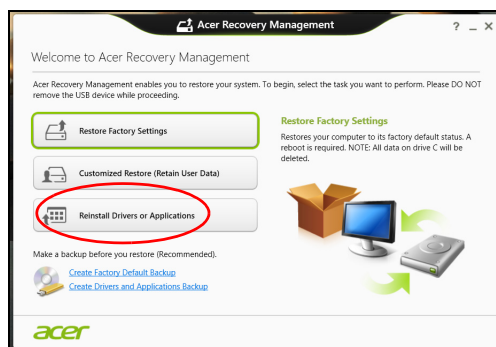 Acer Recovery Management
Welcome to Acer Recovery Management
Acer Recovery Management enables you to restore your system. To begin, select the task you want to perform. Please DO NOT
remove the USB device while proceeding.
Restore Factory Settings
Customized Restore (Retain User Data)
Reinstall Drivers or Applications
Restore Factory Settings
Restores your computer to its factory default status. A
reboot is required. NOTE: All data on drive C will be
deleted.
Make a backup before you restore (Recommended).
Create Factory Default Backup
Create Drivers and Applications Backup
acer